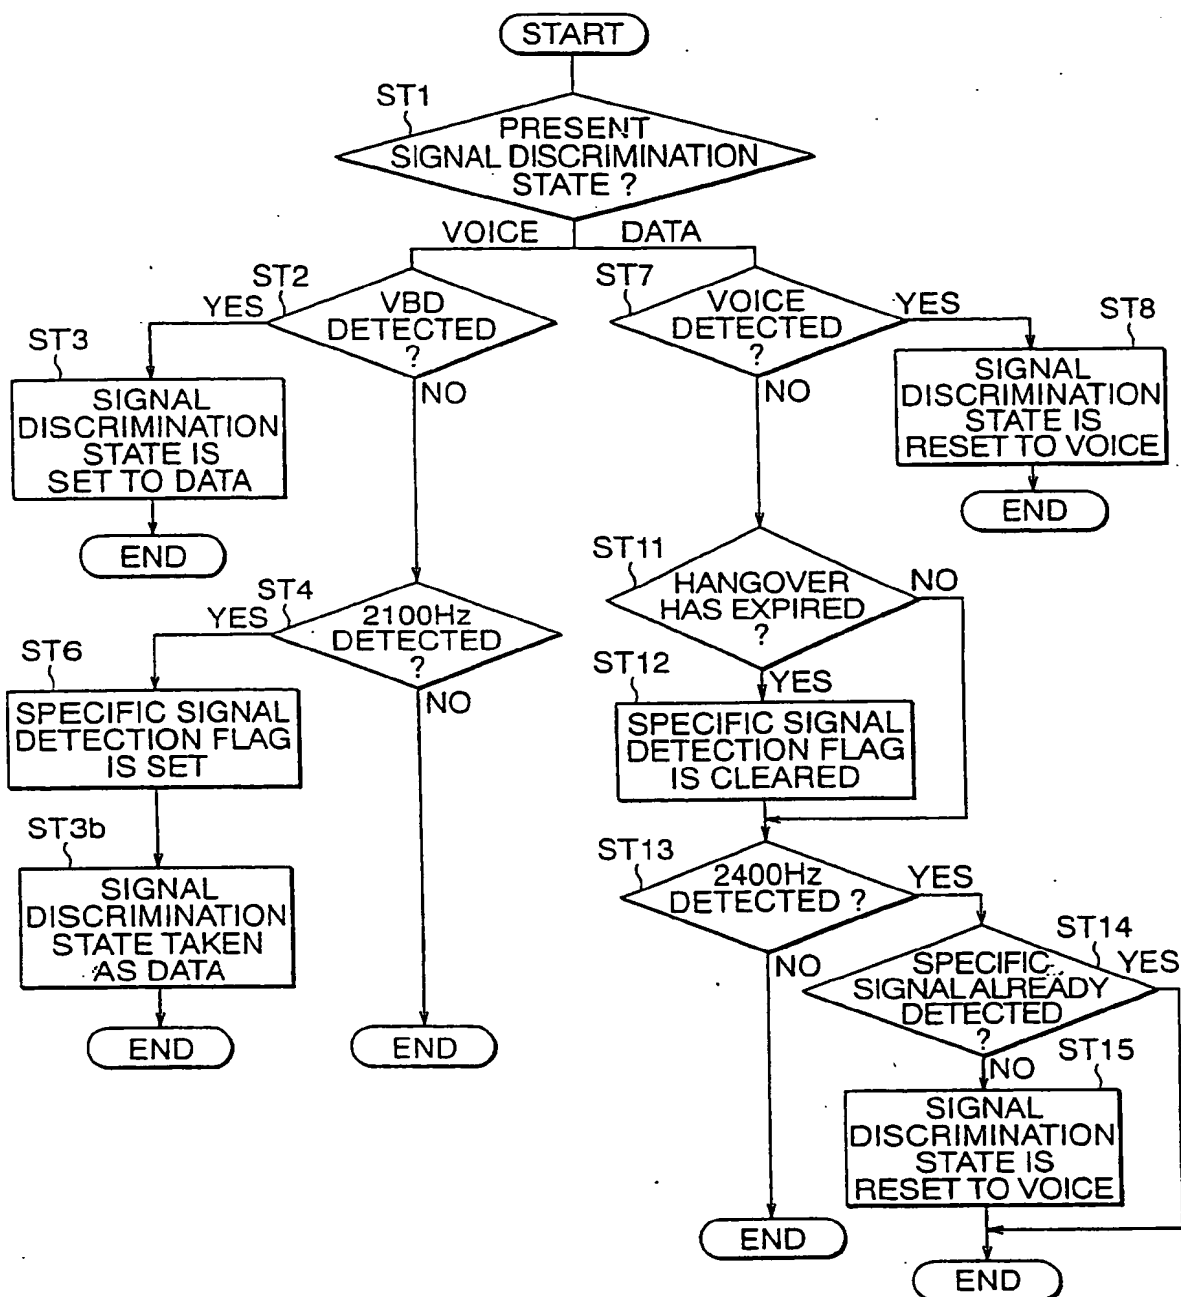 START
ST1
PRESENT
SIGNAL DISCRIMINATION
STATE ?
VOICE
DATA
ST2
YES
VBD
DETECTED
?
NO
ST3
SIGNAL
DISCRIMINATION
STATE IS
SET TO DATA
END
ST4
YES
2100Hz
DETECTED
?
NO
ST6
SPECIFIC SIGNAL
DETECTION FLAG
IS SET
ST3b
SIGNAL
DISCRIMINATION
STATE TAKEN
AS DATA
END
END
ST7
VOICE
DETECTED
?
YES
NO
ST8
SIGNAL
DISCRIMINATION
STATE IS
RESET TO VOICE
END
ST11
HANGOVER
HAS EXPIRED
?
NO
YES
ST12
SPECIFIC SIGNAL
DETECTION FLAG
IS CLEARED
ST13
2400Hz
DETECTED ?
YES
NO
ST14
SPECIFIC
SIGNAL ALREADY
DETECTED
?
YES
NO
ST15
SIGNAL
DISCRIMINATION
STATE IS
RESET TO VOICE
END
END